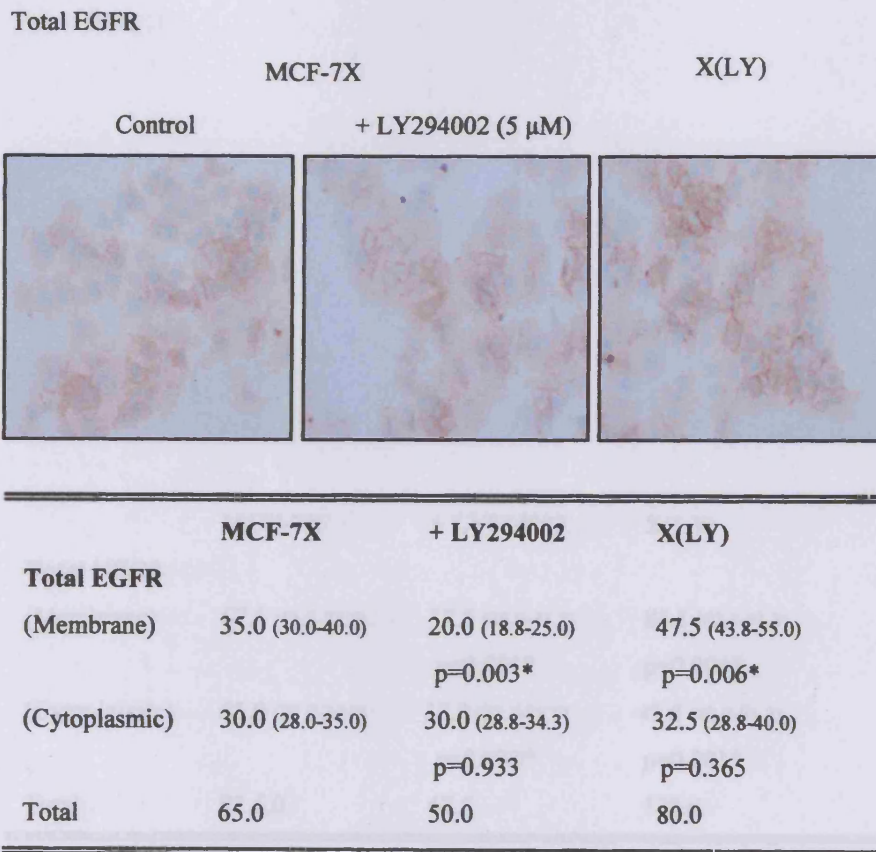 Total EGFR
MCF-7X X(LY)
Control + LY294002 (5 µM)
MCF-7X + LY294002 X(LY)
Total EGFR
(Membrane) 35.0 (30.0-40.0) 20.0 (18.8-25.0) 47.5 (43.8-55.0)
p=0.003* p=0.006*
(Cytoplasmic) 30.0 (28.0-35.0) 30.0 (28.8-34.3) 32.5 (28.8-40.0)
p=0.933 p=0.365
Total 65.0 50.0 80.0